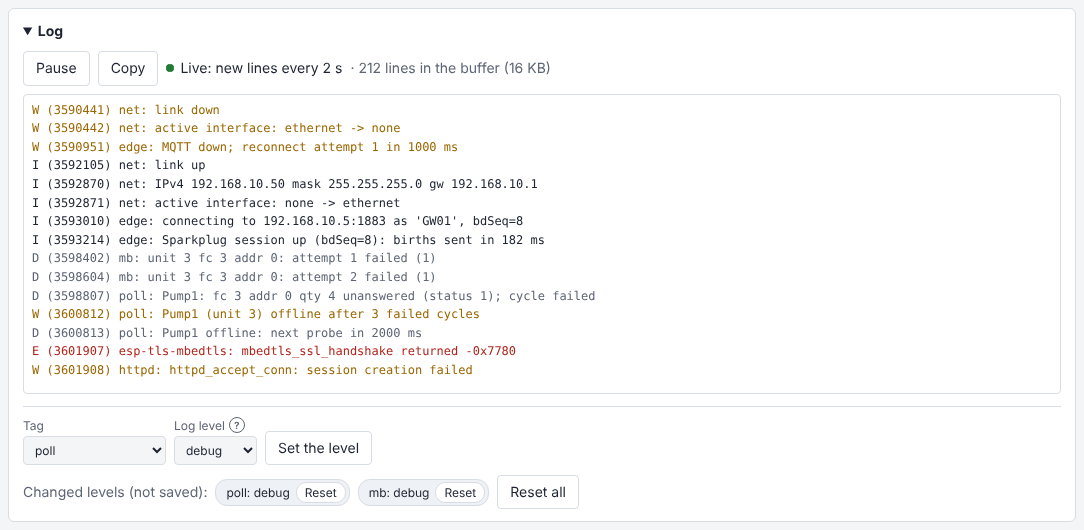 ▼ Log
Pause Copy Live: new lines every 2 s · 212 lines in the buffer (16 KB)
W (3590441) net: link down
W (3590442) net: active interface: ethernet -> none
W (3590951) edge: MQTT down; reconnect attempt 1 in 1000 ms
I (3592105) net: link up
I (3592870) net: IPv4 192.168.10.50 mask 255.255.255.0 gw 192.168.10.1
I (3592871) net: active interface: none -> ethernet
I (3593010) edge: connecting to 192.168.10.5:1883 as 'GW01', bdSeq=8
I (3593214) edge: Sparkplug session up (bdSeq=8): births sent in 182 ms
D (3598402) mb: unit 3 fc 3 addr 0: attempt 1 failed (1)
D (3598604) mb: unit 3 fc 3 addr 0: attempt 2 failed (1)
D (3598807) poll: Pump1: fc 3 addr 0 qty 4 unanswered (status 1); cycle failed
W (3600812) poll: Pump1 (unit 3) offline after 3 failed cycles
D (3600813) poll: Pump1 offline: next probe in 2000 ms
E (3601907) esp-tls-mbedtls: mbedtls_ssl_handshake returned -0x7780
W (3601908) httpd: httpd_accept_conn: session creation failed
Tag Log level ?
poll debug Set the level
Changed levels (not saved): poll: debug Reset mb: debug Reset Reset all